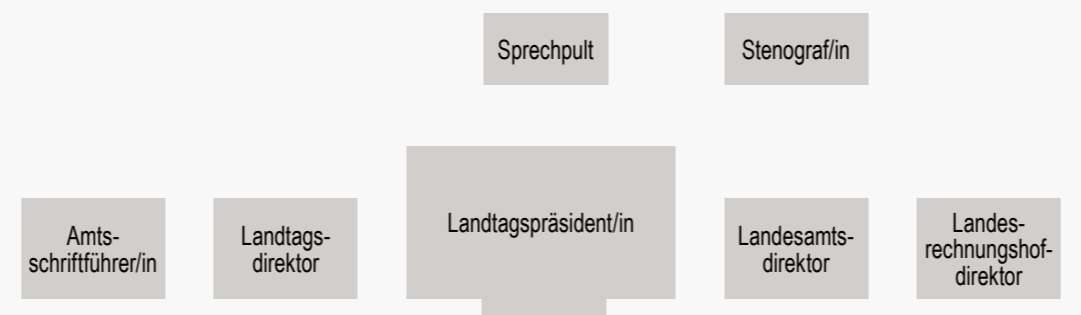 Sprechpult
Stenograf/in
Landtagspräsident/in
Amts-
schriftführer/in
Landtags-
direktor
Landesamts-
direktor
Landes-
rechnungshof-
direktor